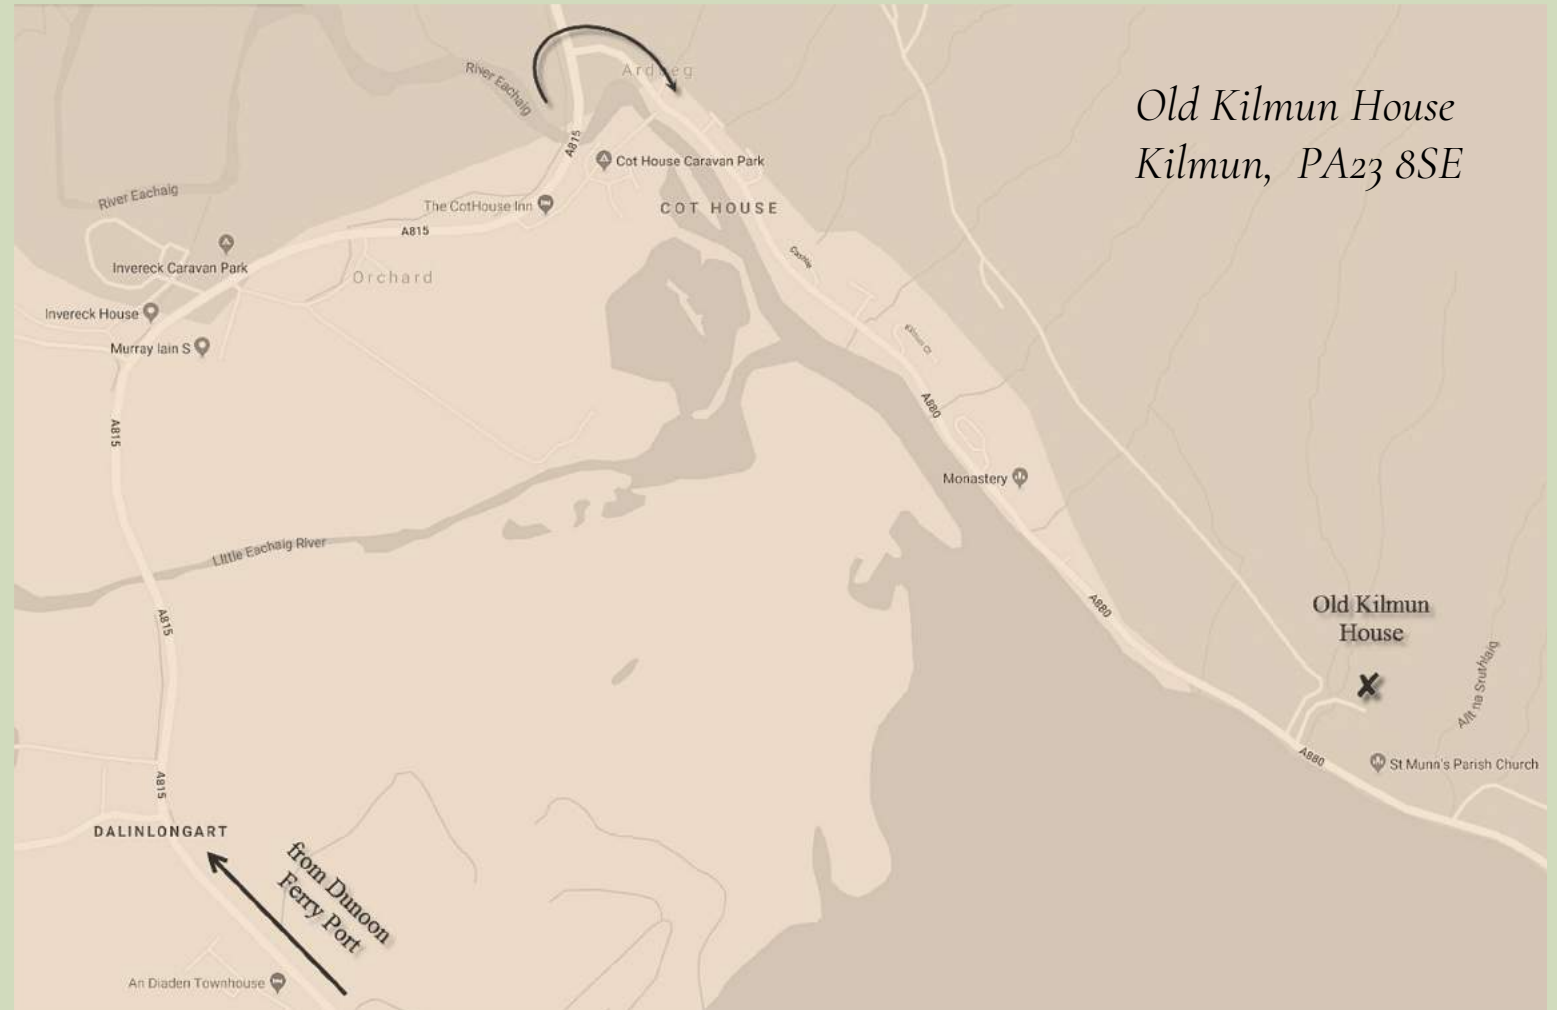 Old Kilmun House
Kilmun, PA23 8SE
River Eachaig
A815
Cot House Caravan Park
River Eachaig
The CotHouse Inn
COT HOUSE
A815
Invereck Caravan Park
Orchard
Invereck House
Murray Iain S
A815
A880
Monastery
Little Eachaig River
A815
A880
Old Kilmun
House
Allt na Sruthlaig
A815
A880
St Munn's Parish Church
DALINLONGART
from Dunoon
Ferry Port
An Diaden Townhouse